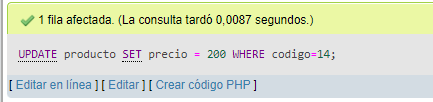 1 fila afectada. (La consulta tardó 0,0087 segundos.)
UPDATE producto SET precio = 200 WHERE codigo=14;
[ Editar en línea ] [ Editar ] [ Crear código PHP ]